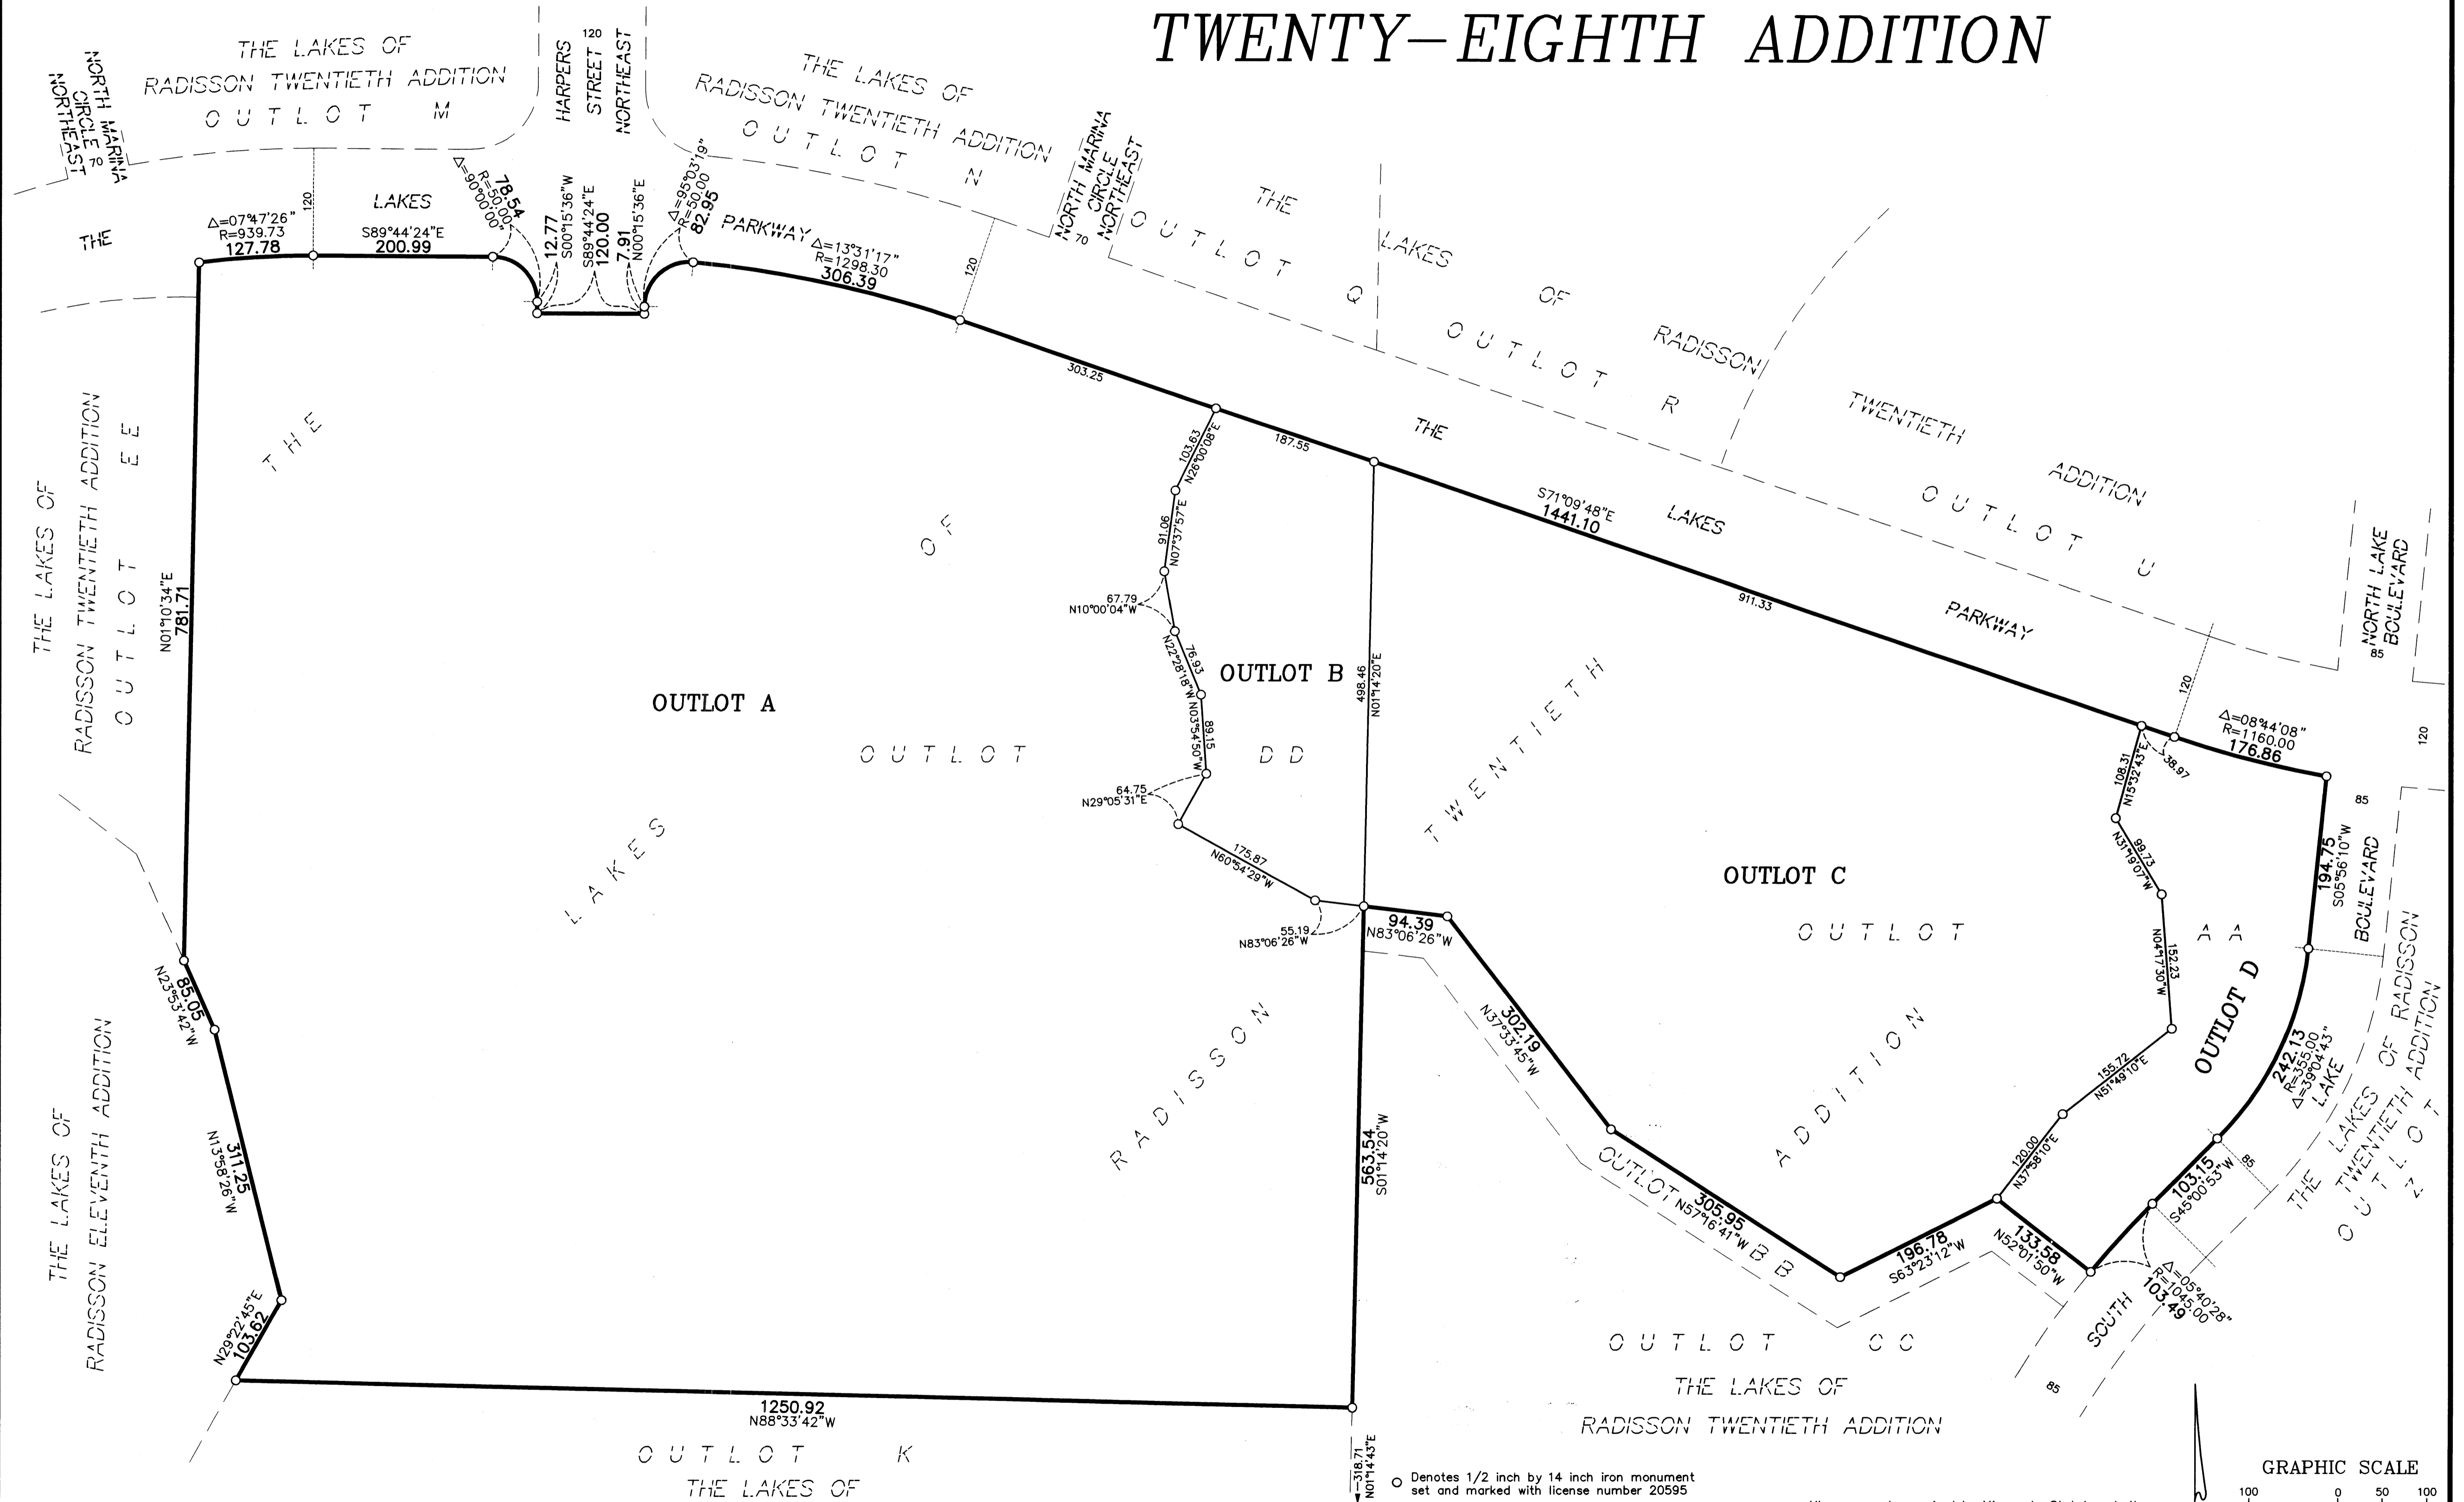 TWENTY-EIGHTH ADDITION
THE LAKES OF
RADISSON TWENTIETH ADDITION
OUTLOT M
NORTH MARINA
CIRCLE
NORTHEAST
70
HARPERS
STREET
NORTHEAST
120
THE LAKES OF
RADISSON TWENTIETH ADDITION
OUTLOT N
NORTH MARINA
CIRCLE
NORTHEAST
70
THE
LAKES
OF
RADISSON
TWENTIETH
ADDITION
OUTLOT Q
OUTLOT R
OUTLOT U
THE
LAKES
PARKWAY
Δ=07°47'26"
R=939.73
127.78
120
S89°44'24"E
200.99
Δ=90°00'00"
R=50.00
78.54
12.77
S00°15'36"W
S89°44'24"E
120.00
7.91
N00°15'36"E
Δ=95°03'19"
R=50.00
82.95
Δ=13°31'17"
R=1298.30
306.39
120
303.25
187.55
THE
LAKES
PARKWAY
S71°09'48"E
1441.10
911.33
120
38.97
Δ=08°44'08"
R=1160.00
176.86
NORTH LAKE
BOULEVARD
85
120
85
THE LAKES OF
RADISSON TWENTIETH ADDITION
OUTLOT EE
N01°10'34"E
781.71
THE
LAKES
OF
RADISSON
TWENTIETH
ADDITION
OUTLOT A
OUTLOT DD
OUTLOT B
103.63
N26°00'08"E
91.06
N07°37'57"E
67.79
N10°00'04"W
76.93
N22°28'18"W
89.15
N03°54'50"W
64.75
N29°05'31"E
175.87
N60°54'29"W
55.19
N83°06'26"W
498.46
N01°14'20"E
94.39
N83°06'26"W
OUTLOT C
OUTLOT AA
OUTLOT D
108.31
N15°32'43"E
99.73
N31°19'07"W
152.23
N04°17'30"W
155.72
N51°49'10"E
120.00
N37°58'10"E
194.75
S05°56'10"W
BOULEVARD
LAKE
SOUTH
242.13
R=355.00
Δ=39°04'43"
103.15
S45°00'53"W
85
Δ=05°40'28"
R=1045.00
103.49
133.58
N52°01'50"W
196.78
S63°23'12"W
305.95
N57°16'41"W
302.19
N37°33'45"W
OUTLOT BB
THE LAKES OF RADISSON
TWENTIETH ADDITION
OUTLOT Z
85
OUTLOT CC
THE LAKES OF
RADISSON TWENTIETH ADDITION
563.54
S01°14'20"W
85.05
N23°53'42"W
311.25
N13°58'26"W
N29°22'45"E
103.62
THE LAKES OF
RADISSON ELEVENTH ADDITION
1250.92
N88°33'42"W
OUTLOT K
THE LAKES OF
318.71
N01°14'43"E
Denotes 1/2 inch by 14 inch iron monument
set and marked with license number 20595
GRAPHIC SCALE
100 0 50 100